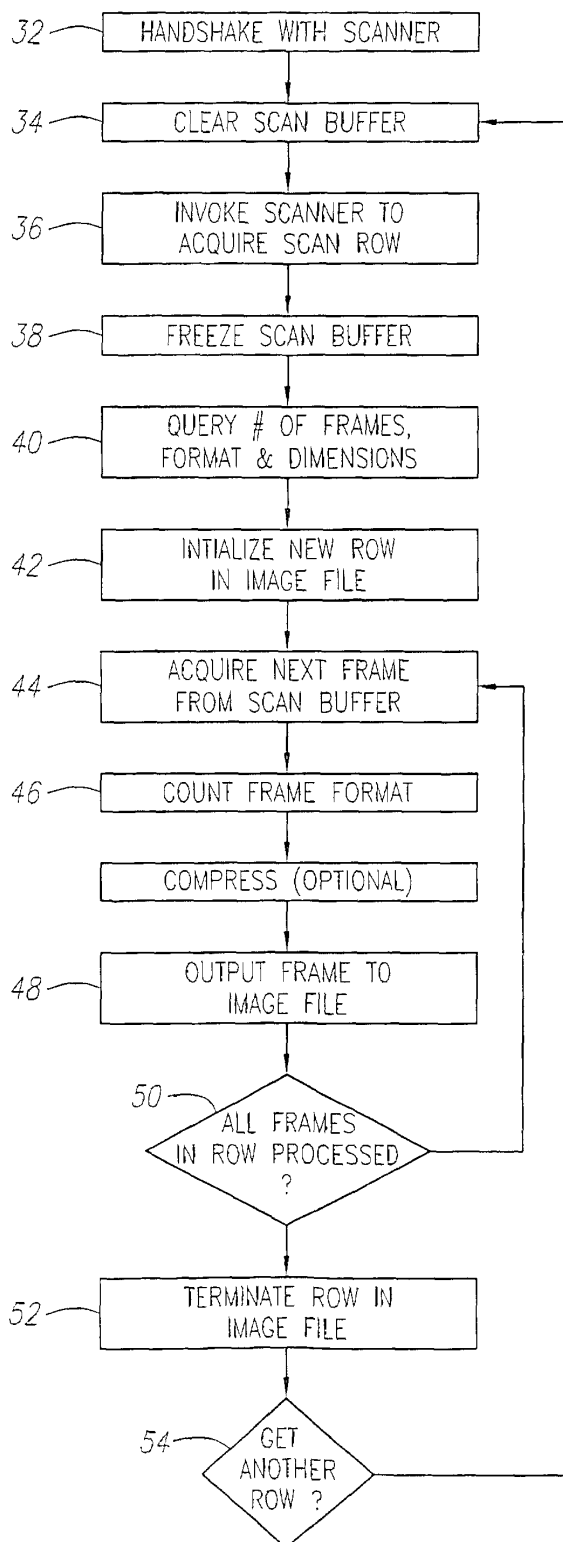 32
HANDSHAKE WITH SCANNER
34
CLEAR SCAN BUFFER
36
INVOKE SCANNER TO
ACQUIRE SCAN ROW
38
FREEZE SCAN BUFFER
40
QUERY # OF FRAMES,
FORMAT & DIMENSIONS
42
INTIALIZE NEW ROW
IN IMAGE FILE
44
ACQUIRE NEXT FRAME
FROM SCAN BUFFER
46
COUNT FRAME FORMAT
COMPRESS (OPTIONAL)
48
OUTPUT FRAME TO
IMAGE FILE
50
ALL FRAMES
IN ROW PROCESSED
?
52
TERMINATE ROW IN
IMAGE FILE
54
GET
ANOTHER
ROW ?